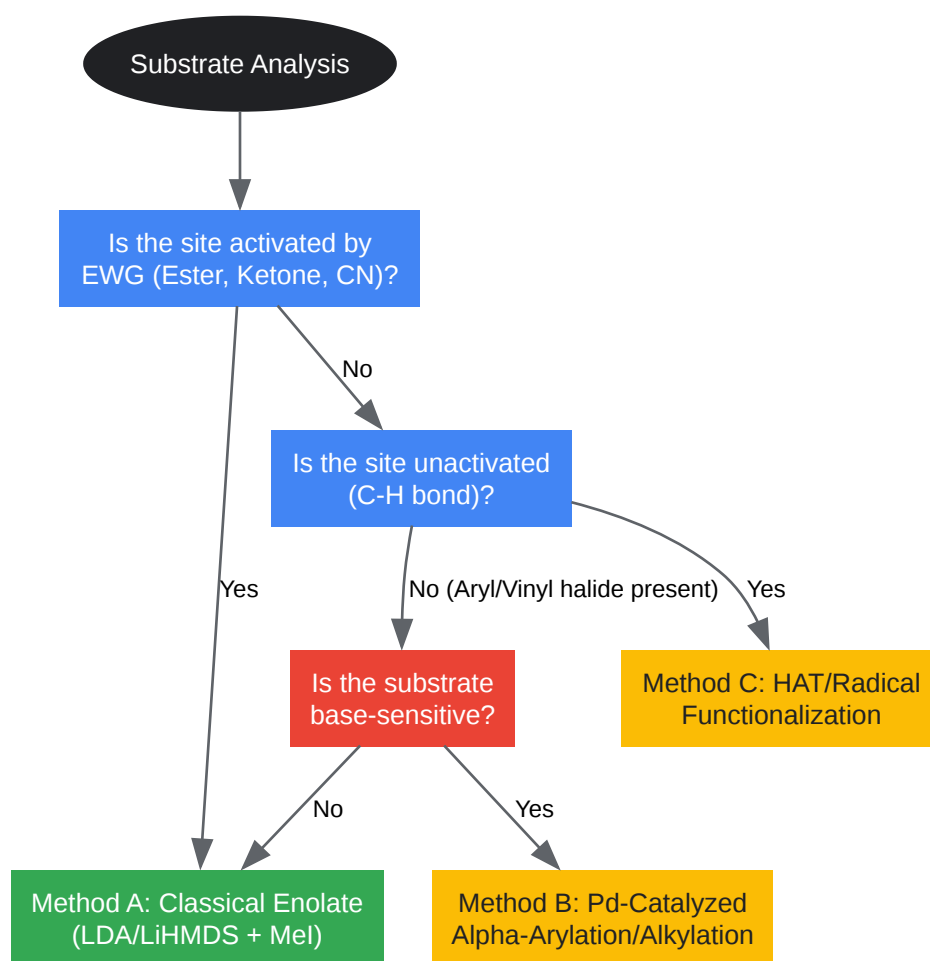 Substrate Analysis
Is the site activated by
EWG (Ester, Ketone, CN)?
No
Is the site unactivated
(C-H bond)?
Yes
No (Aryl/Vinyl halide present)
Yes
Is the substrate
base-sensitive?
Method C: HAT/Radical
Functionalization
No
Yes
Method A: Classical Enolate
(LDA/LiHMDS + MeI)
Method B: Pd-Catalyzed
Alpha-Arylation/Alkylation